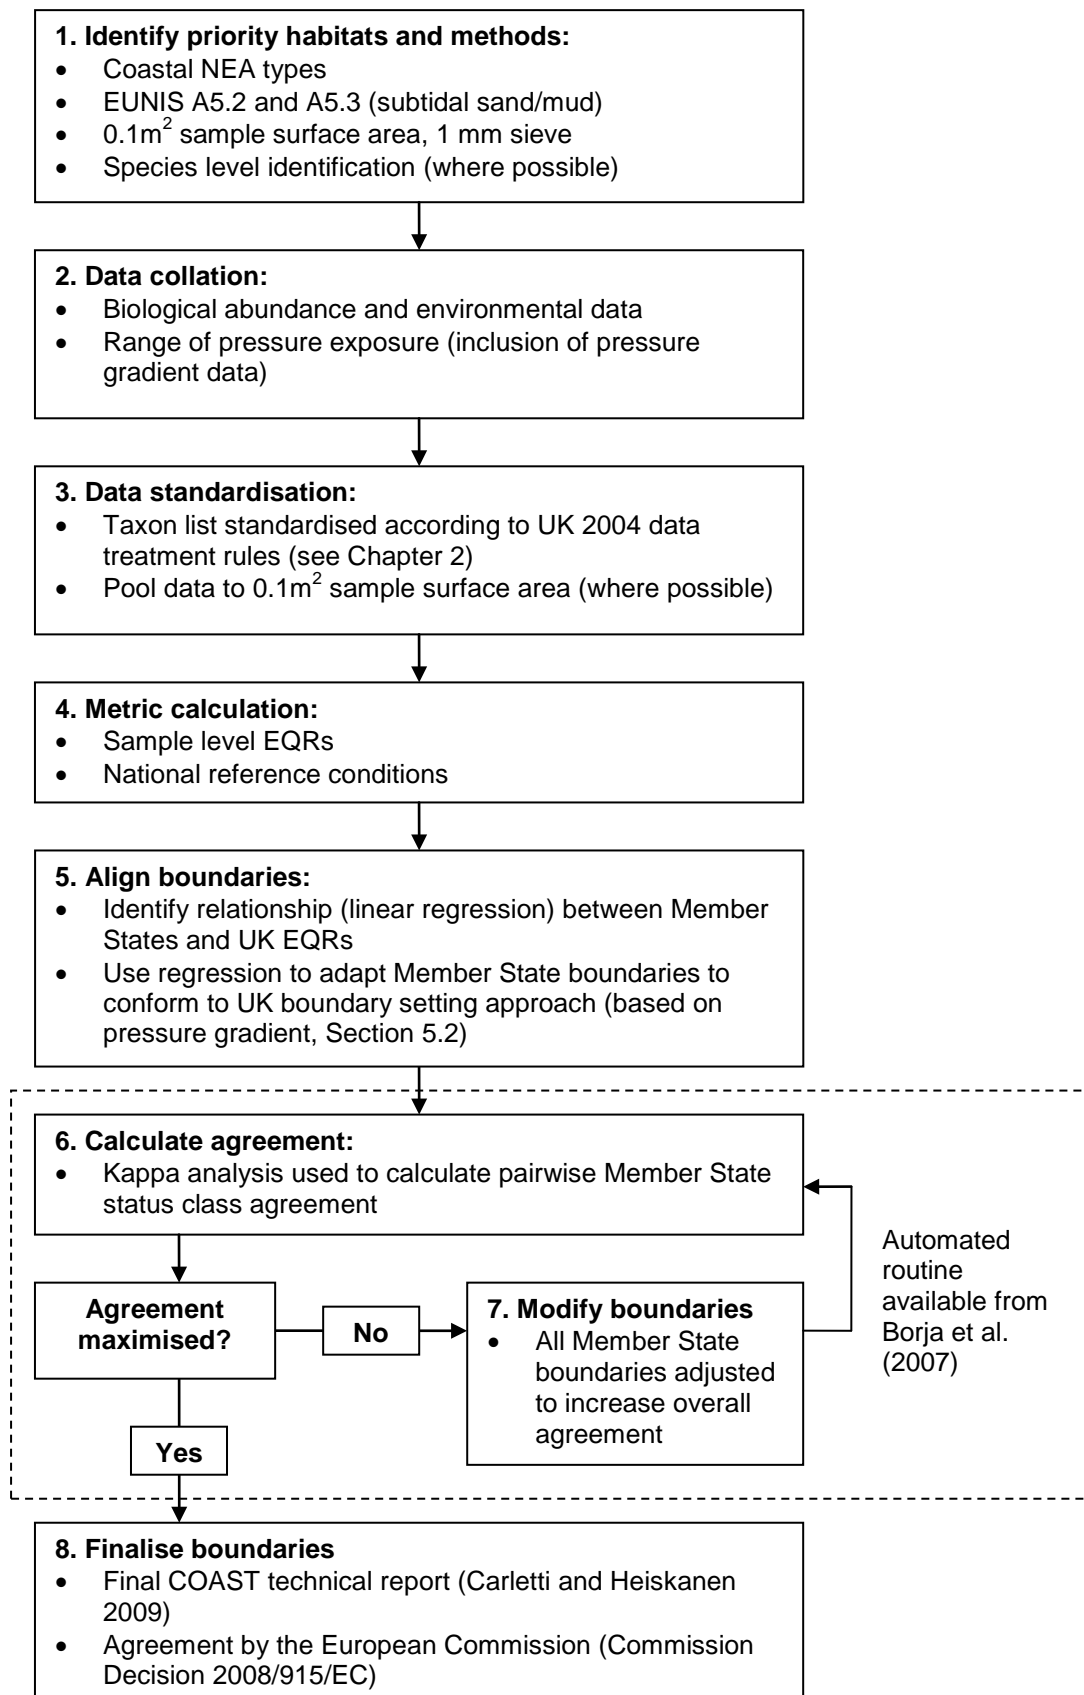 1. Identify priority habitats and methods:
• Coastal NEA types
• EUNIS A5.2 and A5.3 (subtidal sand/mud)
• 0.1m² sample surface area, 1 mm sieve
• Species level identification (where possible)
2. Data collation:
• Biological abundance and environmental data
• Range of pressure exposure (inclusion of pressure
gradient data)
3. Data standardisation:
• Taxon list standardised according to UK 2004 data
treatment rules (see Chapter 2)
• Pool data to 0.1m² sample surface area (where possible)
4. Metric calculation:
• Sample level EQRs
• National reference conditions
5. Align boundaries:
• Identify relationship (linear regression) between Member
States and UK EQRs
• Use regression to adapt Member State boundaries to
conform to UK boundary setting approach (based on
pressure gradient, Section 5.2)
6. Calculate agreement:
• Kappa analysis used to calculate pairwise Member State
status class agreement
Agreement
maximised?
No
7. Modify boundaries
• All Member State
boundaries adjusted
to increase overall
agreement
Automated
routine
available from
Borja et al.
(2007)
Yes
8. Finalise boundaries
• Final COAST technical report (Carletti and Heiskanen
2009)
• Agreement by the European Commission (Commission
Decision 2008/915/EC)